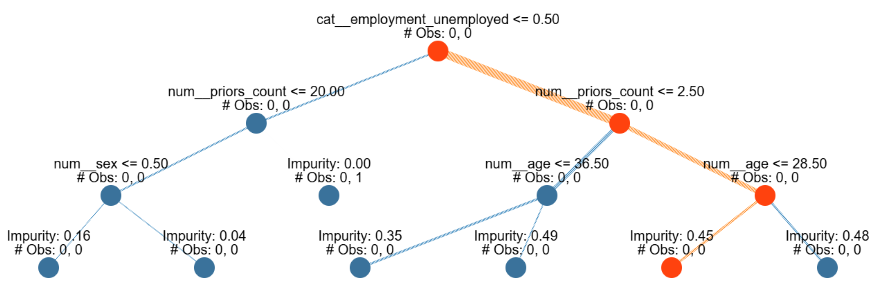 cat__employment_unemployed <= 0.50
# Obs: 0, 0
num__priors_count <= 20.00
# Obs: 0, 0
num__priors_count <= 2.50
# Obs: 0, 0
num__sex <= 0.50
# Obs: 0, 0
Impurity: 0.00
# Obs: 0, 1
num__age <= 36.50
# Obs: 0, 0
num__age <= 28.50
# Obs: 0, 0
Impurity: 0.16
# Obs: 0, 0
Impurity: 0.04
# Obs: 0, 0
Impurity: 0.35
# Obs: 0, 0
Impurity: 0.49
# Obs: 0, 0
Impurity: 0.45
# Obs: 0, 0
Impurity: 0.48
# Obs: 0, 0